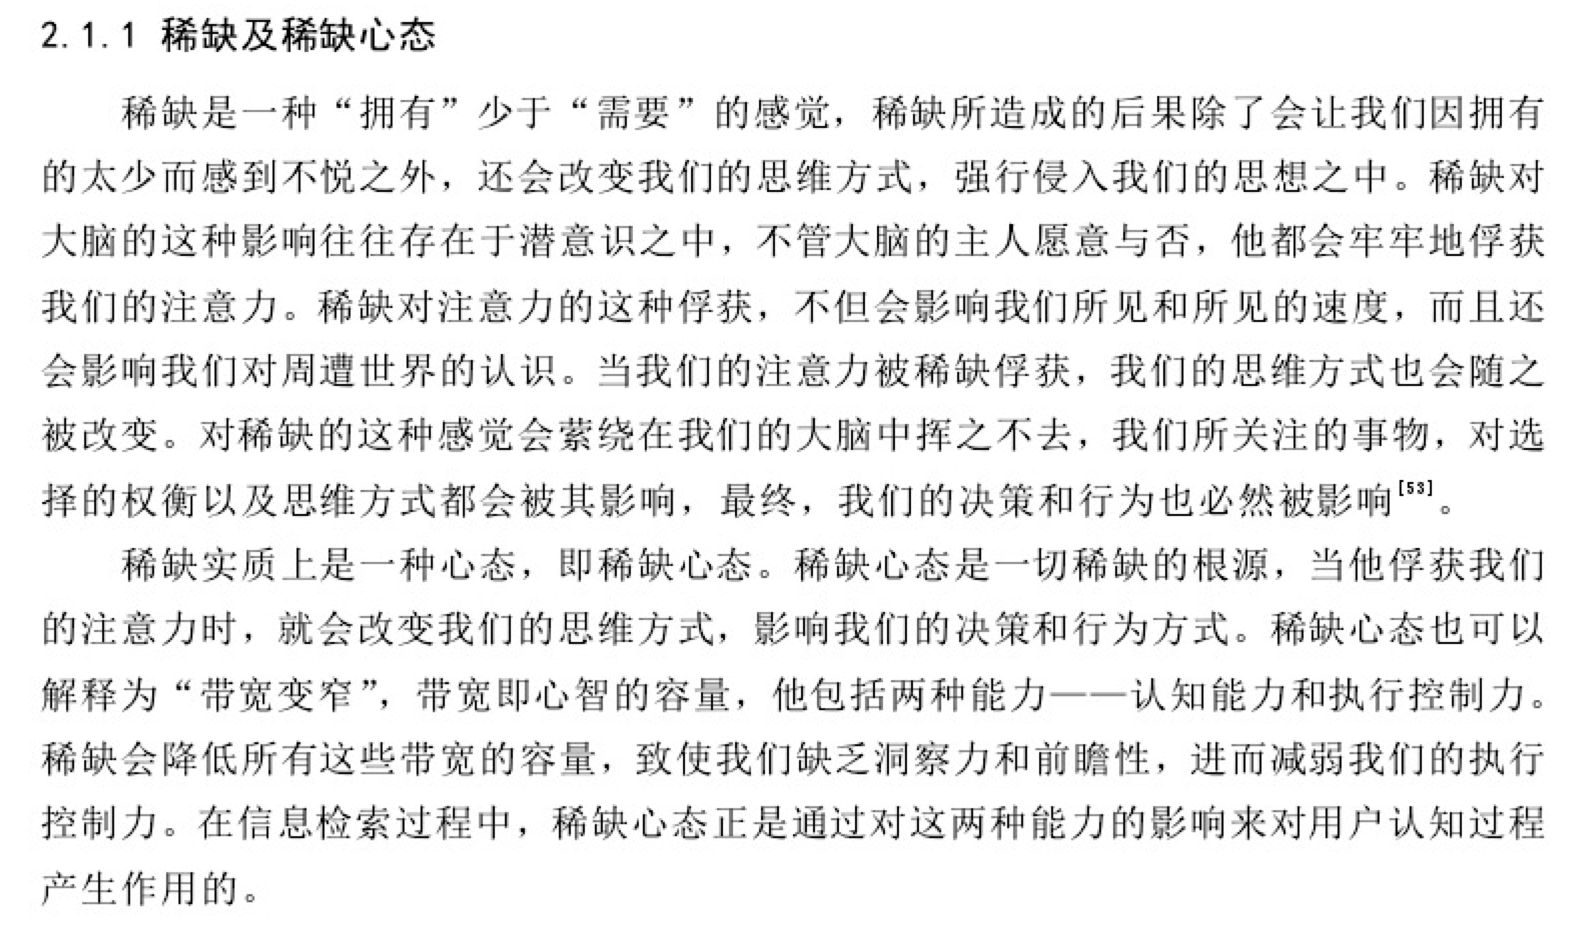 2.1.1 稀缺及稀缺心态
稀缺是一种“拥有”少于“需要”的感觉，稀缺所造成的后果除了会让我们因拥有
的太少而感到不悦之外，还会改变我们的思维方式，强行侵入我们的思想之中。稀缺对
大脑的这种影响往往存在于潜意识之中，不管大脑的主人愿意与否，他都会牢牢地俘获
我们的注意力。稀缺对注意力的这种俘获，不但会影响我们所见和所见的速度，而且还
会影响我们对周遭世界的认识。当我们的注意力被稀缺俘获，我们的思维方式也会随之
被改变。对稀缺的这种感觉会萦绕在我们的大脑中挥之不去，我们所关注的事物，对选
择的权衡以及思维方式都会被其影响，最终，我们的决策和行为也必然被影响[53]。
稀缺实质上是一种心态，即稀缺心态。稀缺心态是一切稀缺的根源，当他俘获我们
的注意力时，就会改变我们的思维方式，影响我们的决策和行为方式。稀缺心态也可以
解释为“带宽变窄”，带宽即心智的容量，他包括两种能力——认知能力和执行控制力。
稀缺会降低所有这些带宽的容量，致使我们缺乏洞察力和前瞻性，进而减弱我们的执行
控制力。在信息检索过程中，稀缺心态正是通过对这两种能力的影响来对用户认知过程
产生作用的。